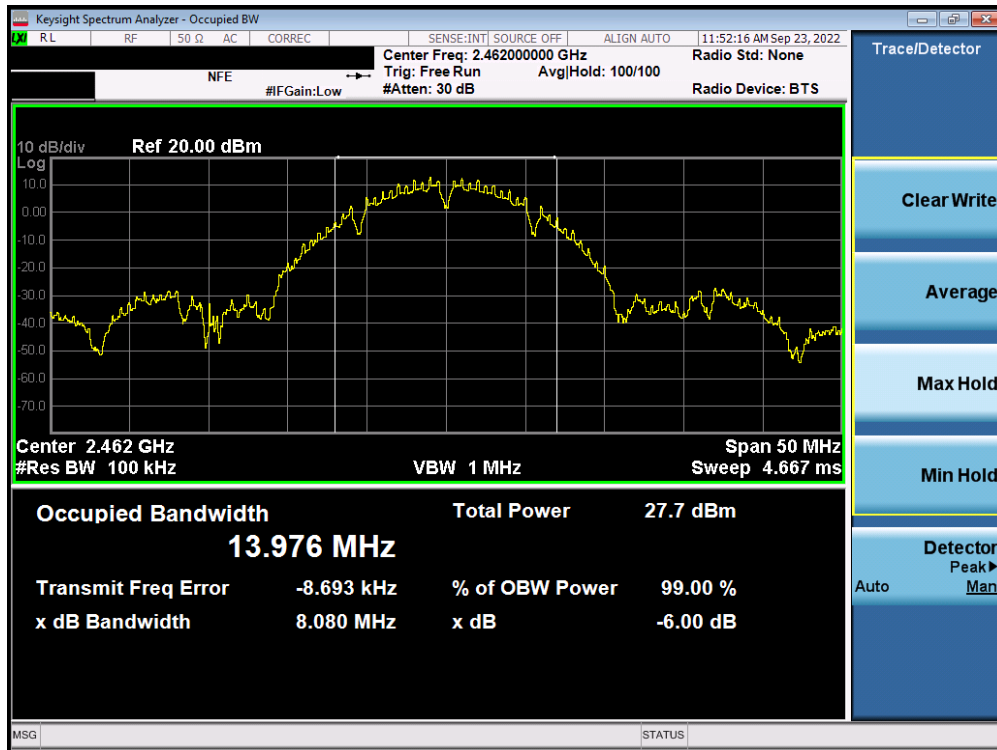 Keysight Spectrum Analyzer - Occupied BW
LXI RL RF 50 Ω AC CORREC SENSE:INT SOURCE OFF ALIGN AUTO 11:52:16 AM Sep 23, 2022
Center Freq: 2.462000000 GHz Radio Std: None
NFE Trig: Free Run Avg|Hold: 100/100
#IFGain:Low #Atten: 30 dB Radio Device: BTS
10 dB/div Ref 20.00 dBm
Log
10.0
0.00
-10.0
-20.0
-30.0
-40.0
-50.0
-60.0
-70.0
Center 2.462 GHz Span 50 MHz
#Res BW 100 kHz VBW 1 MHz Sweep 4.667 ms
Occupied Bandwidth Total Power 27.7 dBm
13.976 MHz
Transmit Freq Error -8.693 kHz % of OBW Power 99.00 %
x dB Bandwidth 8.080 MHz x dB -6.00 dB
MSG STATUS
Trace/Detector
Clear Write
Average
Max Hold
Min Hold
Detector
Peak▶
Auto Man